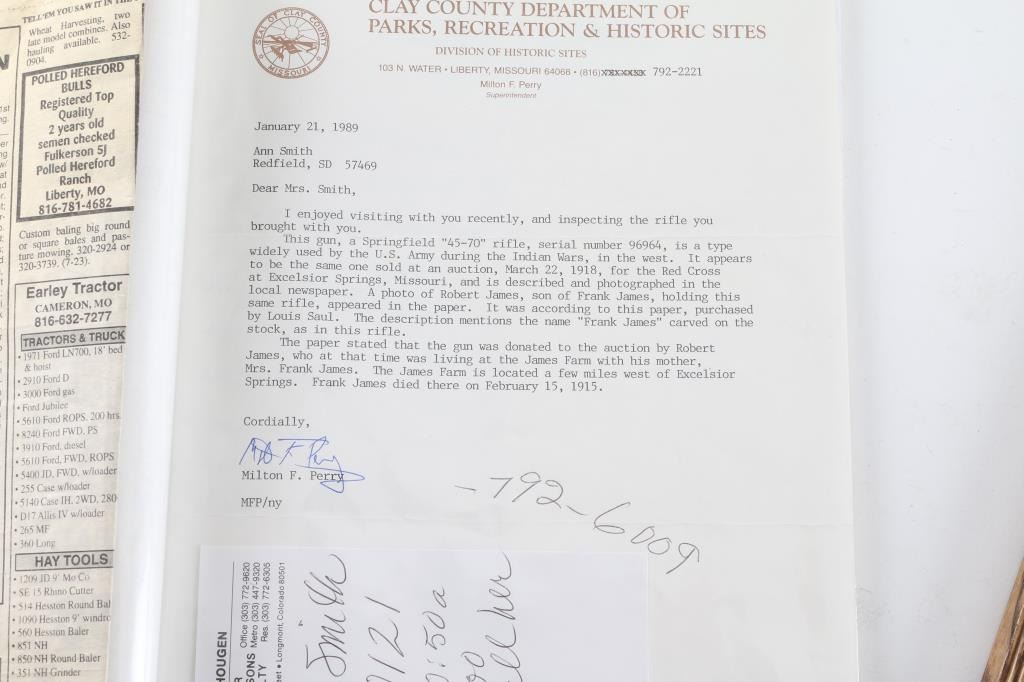 TELL'EM YOU SAW IT IN THE
Wheat Harvesting, two
late model combines. Also
hauling available. 532-
0904.
POLLED HEREFORD
BULLS
Registered Top
Quality
2 years old
semen checked
Fulkerson 5J
Polled Hereford
Ranch
Liberty, MO
816-781-4682
Custom baling big round
or square bales and pas-
ture mowing. 320-2924 or
320-3739. (7-23).
Earley Tractor
CAMERON, MO
816-632-7277
TRACTORS & TRUCK
• 1971 Ford LN700, 18' bed
& hoist
• 2910 Ford D
• 3000 Ford gas
• Ford Jubilee
• 5610 Ford ROPS, 200 hrs.
• 8240 Ford FWD, PS
• 3910 Ford, diesel
• 5610 Ford, FWD, ROPS
• 5400 JD, FWD, w/loader
• 255 Case w/loader
• 5140 Case IH, 2WD, 280
• D17 Allis IV w/loader
• 265 MF
• 360 Long
HAY TOOLS
• 1209 JD 9' Mo Co
• SE 15 Rhino Cutter
• 514 Hesston Round Bal
• 1090 Hesston 9' windro
• 560 Hesston Baler
• 851 NH
• 850 NH Round Baler
• 351 NH Grinder
SEAL OF CLAY COUNTY
MISSOURI
CLAY COUNTY DEPARTMENT OF
PARKS, RECREATION & HISTORIC SITES
DIVISION OF HISTORIC SITES
103 N. WATER • LIBERTY, MISSOURI 64068 • (816) 792-2221
Milton F. Perry
Superintendent
January 21, 1989
Ann Smith
Redfield, SD 57469
Dear Mrs. Smith,
I enjoyed visiting with you recently, and inspecting the rifle you
brought with you.
This gun, a Springfield "45-70" rifle, serial number 96964, is a type
widely used by the U.S. Army during the Indian Wars, in the west. It appears
to be the same one sold at an auction, March 22, 1918, for the Red Cross
at Excelsior Springs, Missouri, and is described and photographed in the
local newspaper. A photo of Robert James, son of Frank James, holding this
same rifle, appeared in the paper. It was according to this paper, purchased
by Louis Saul. The description mentions the name "Frank James" carved on the
stock, as in this rifle.
The paper stated that the gun was donated to the auction by Robert
James, who at that time was living at the James Farm with his mother,
Mrs. Frank James. The James Farm is located a few miles west of Excelsior
Springs. Frank James died there on February 15, 1915.
Cordially,
Milton F. Perry
MFP/ny
-792-6009
HOUGEN
SONS
LTY
Office (303) 772-9620
Metro (303) 447-9320
Res. (303) 772-6305
• Longmont, Colorado 80501
Smith
121
:50a